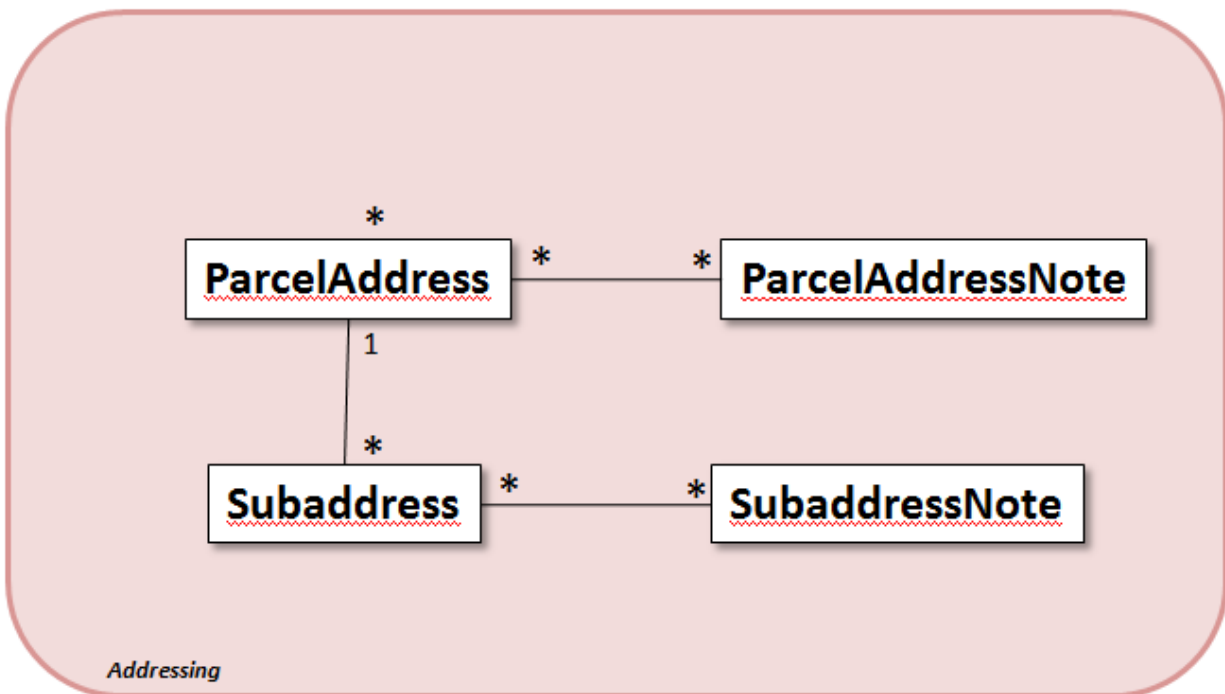 *
ParcelAddress * * ParcelAddressNote
1
*
Subaddress * * SubaddressNote
Addressing